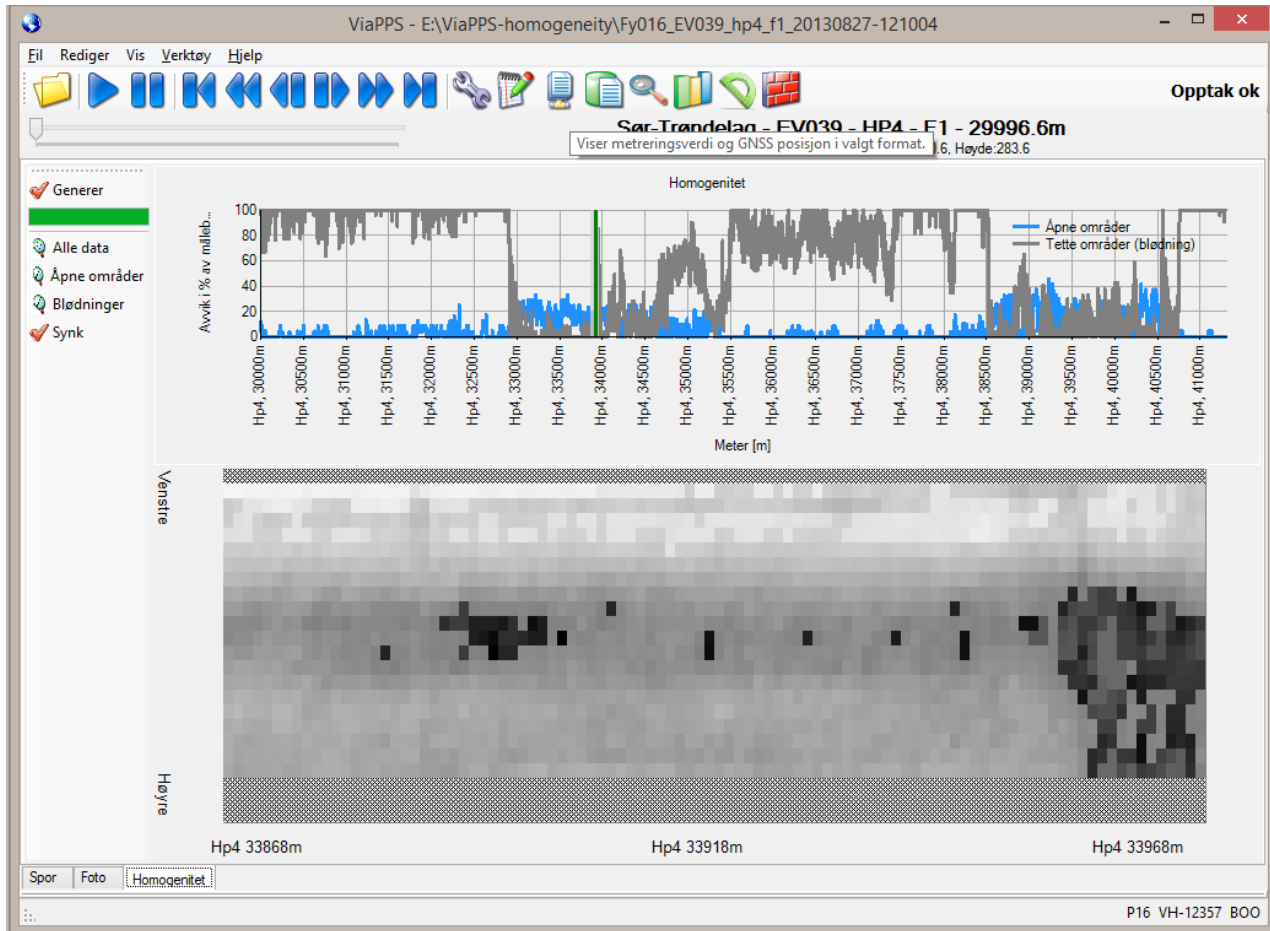 ViaPPS - E:\ViaPPS-homogeneity\Fy016_EV039_hp4_f1_20130827-121004
Fil Rediger Vis Verktøy Hjelp
Opptak ok
Sør-Trøndelag - EV039 - HP4 - F1 - 29996.6m
Viser metreringsverdi og GNSS posisjon i valgt format.
.6, Høyde:283.6
Generer
Alle data
Åpne områder
Blødninger
Synk
Homogenitet
Avvik i % av måleb...
100
80
60
40
20
0
Åpne områder
Tette områder (blødning)
Hp4, 30000m
Hp4, 30500m
Hp4, 31000m
Hp4, 31500m
Hp4, 32000m
Hp4, 32500m
Hp4, 33000m
Hp4, 33500m
Hp4, 34000m
Hp4, 34500m
Hp4, 35000m
Hp4, 35500m
Hp4, 36000m
Hp4, 36500m
Hp4, 37000m
Hp4, 37500m
Hp4, 38000m
Hp4, 38500m
Hp4, 39000m
Hp4, 39500m
Hp4, 40000m
Hp4, 40500m
Hp4, 41000m
Meter [m]
Venstre
Høyre
Hp4 33868m
Hp4 33918m
Hp4 33968m
Spor Foto Homogenitet
P16 VH-12357 BOO